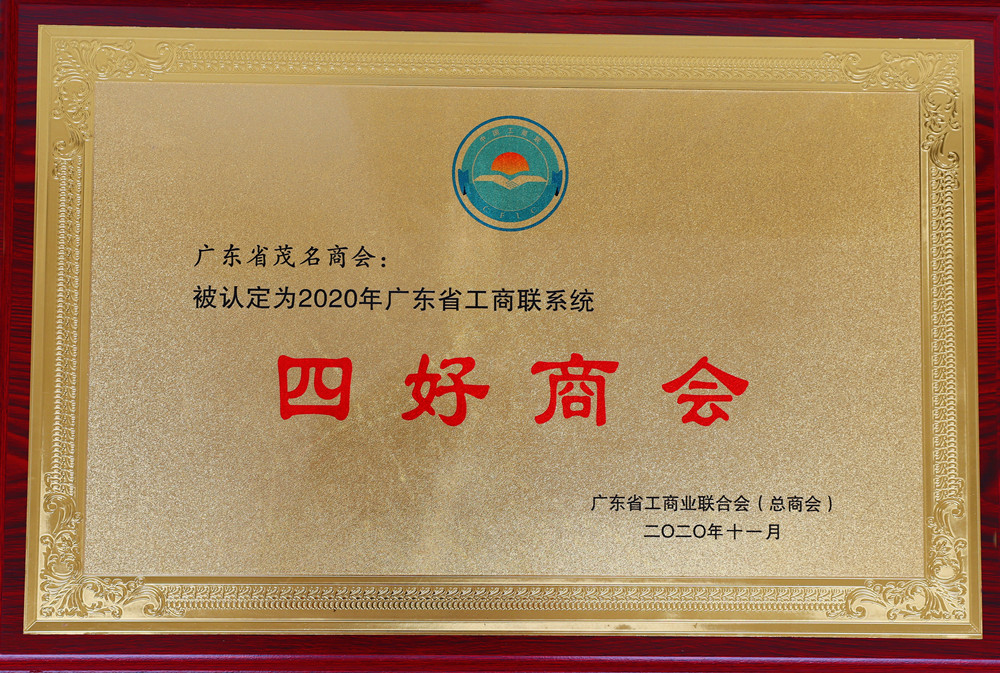 广东省茂名商会：
被认定为2020年广东省工商联系统
四好商会
广东省工商业联合会（总商会）
二〇二〇年十一月